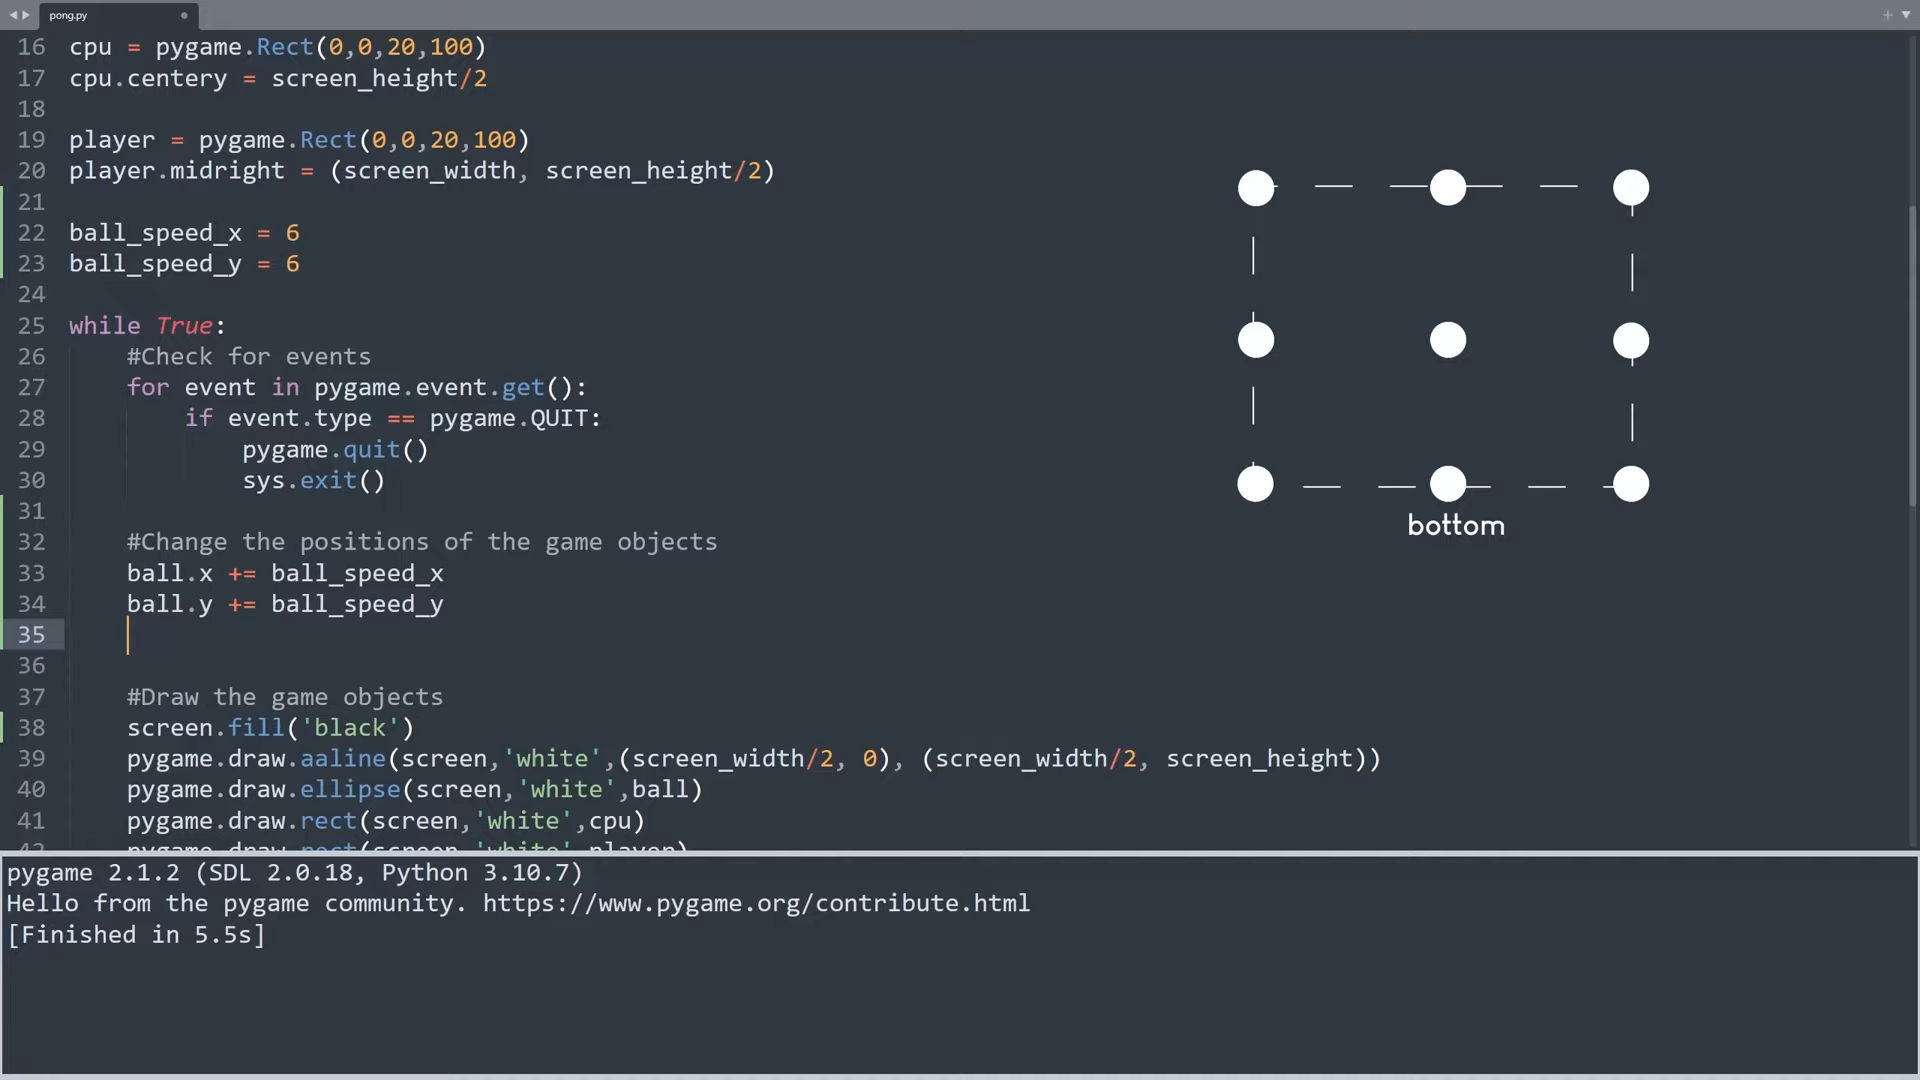 pong.py
16 cpu = pygame.Rect(0,0,20,100)
17 cpu.centery = screen_height/2
18
19 player = pygame.Rect(0,0,20,100)
20 player.midright = (screen_width, screen_height/2)
21
22 ball_speed_x = 6
23 ball_speed_y = 6
24
25 while True:
26 #Check for events
27 for event in pygame.event.get():
28 if event.type == pygame.QUIT:
29 pygame.quit()
30 sys.exit()
31
32 #Change the positions of the game objects
33 ball.x += ball_speed_x
34 ball.y += ball_speed_y
35
36
37 #Draw the game objects
38 screen.fill('black')
39 pygame.draw.aaline(screen,'white',(screen_width/2, 0), (screen_width/2, screen_height))
40 pygame.draw.ellipse(screen,'white',ball)
41 pygame.draw.rect(screen,'white',cpu)
42 pygame.draw.rect(screen,'white',player)
bottom
pygame 2.1.2 (SDL 2.0.18, Python 3.10.7)
Hello from the pygame community. https://www.pygame.org/contribute.html
[Finished in 5.5s]